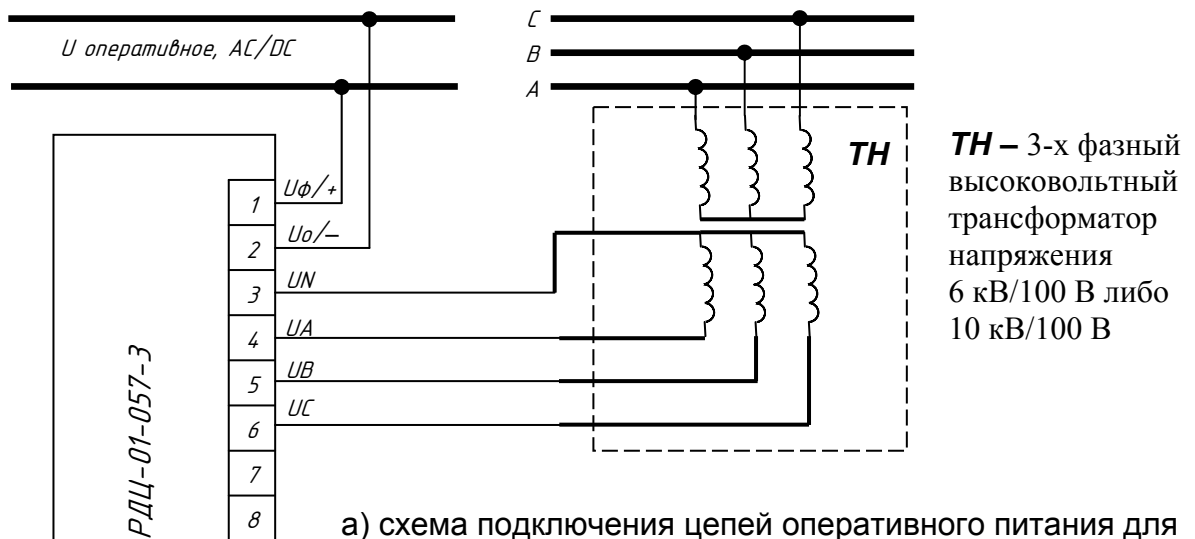 U оперативное, AC/DC
C
B
A
ТН
ТН – 3-х фазный
высоковольтный
трансформатор
напряжения
6 кВ/100 В либо
10 кВ/100 В
РДЦ-01-057-3
1 Uф/+
2 Uо/–
3 UN
4 UA
5 UB
6 UC
7
8
а) схема подключения цепей оперативного питания для